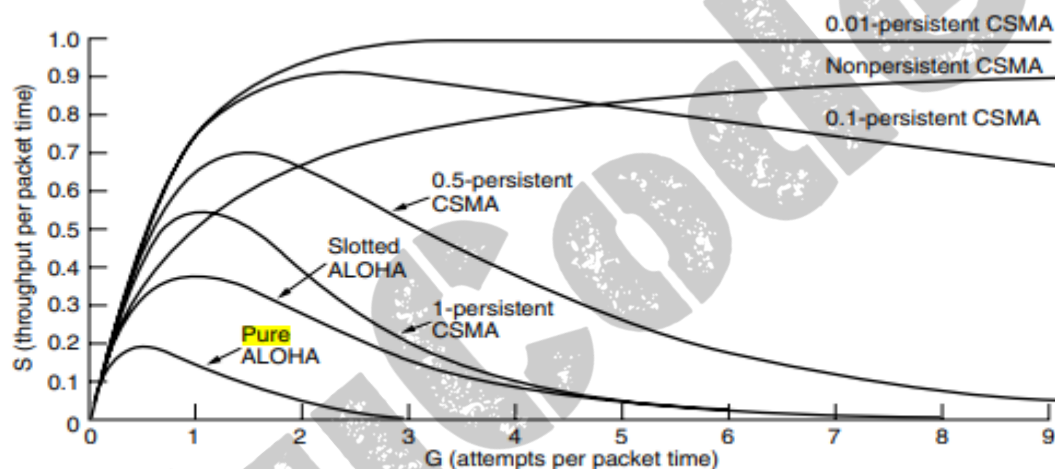 0.01-persistent CSMA
Nonpersistent CSMA
0.1-persistent CSMA
0.5-persistent
CSMA
Slotted
ALOHA
1-persistent
CSMA
Pure
ALOHA
S (throughput per packet time)
1.0
0.9
0.8
0.7
0.6
0.5
0.4
0.3
0.2
0.1
0
0 1 2 3 4 5 6 7 8 9
G (attempts per packet time)